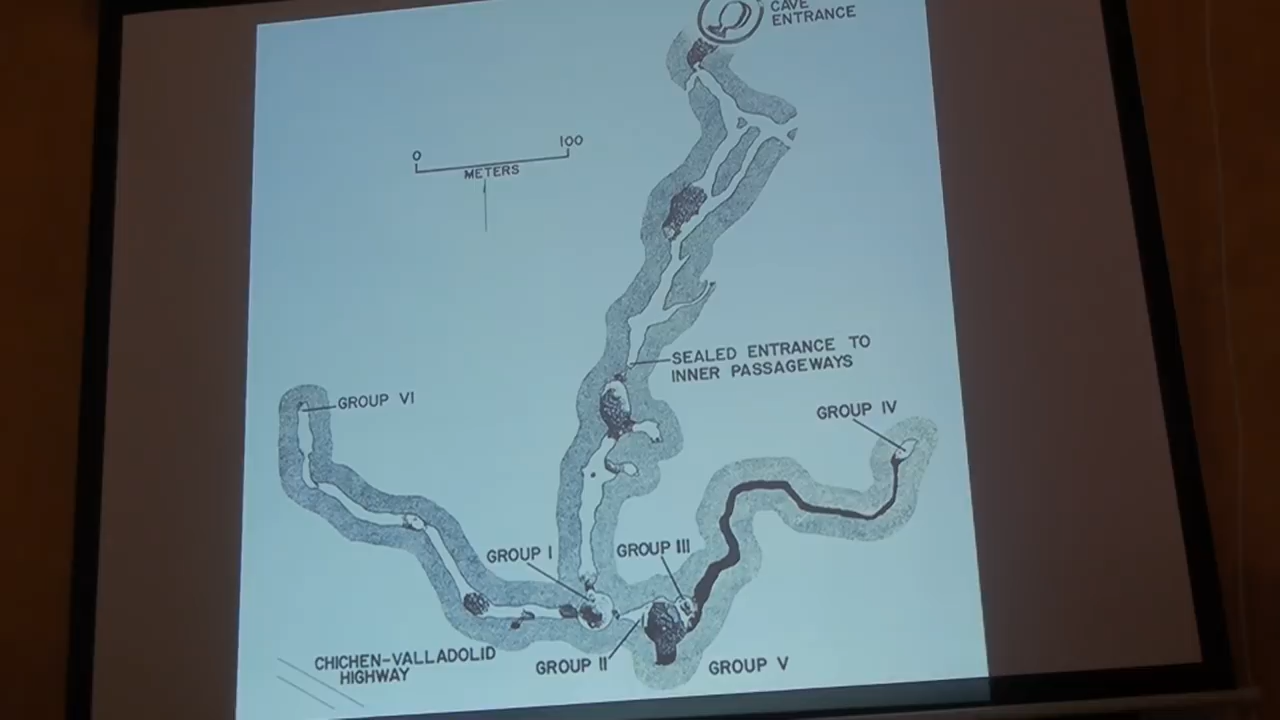 CAVE
ENTRANCE
0 100
METERS
SEALED ENTRANCE TO
INNER PASSAGEWAYS
GROUP VI
GROUP IV
GROUP I
GROUP III
CHICHEN-VALLADOLID
HIGHWAY
GROUP II
GROUP V